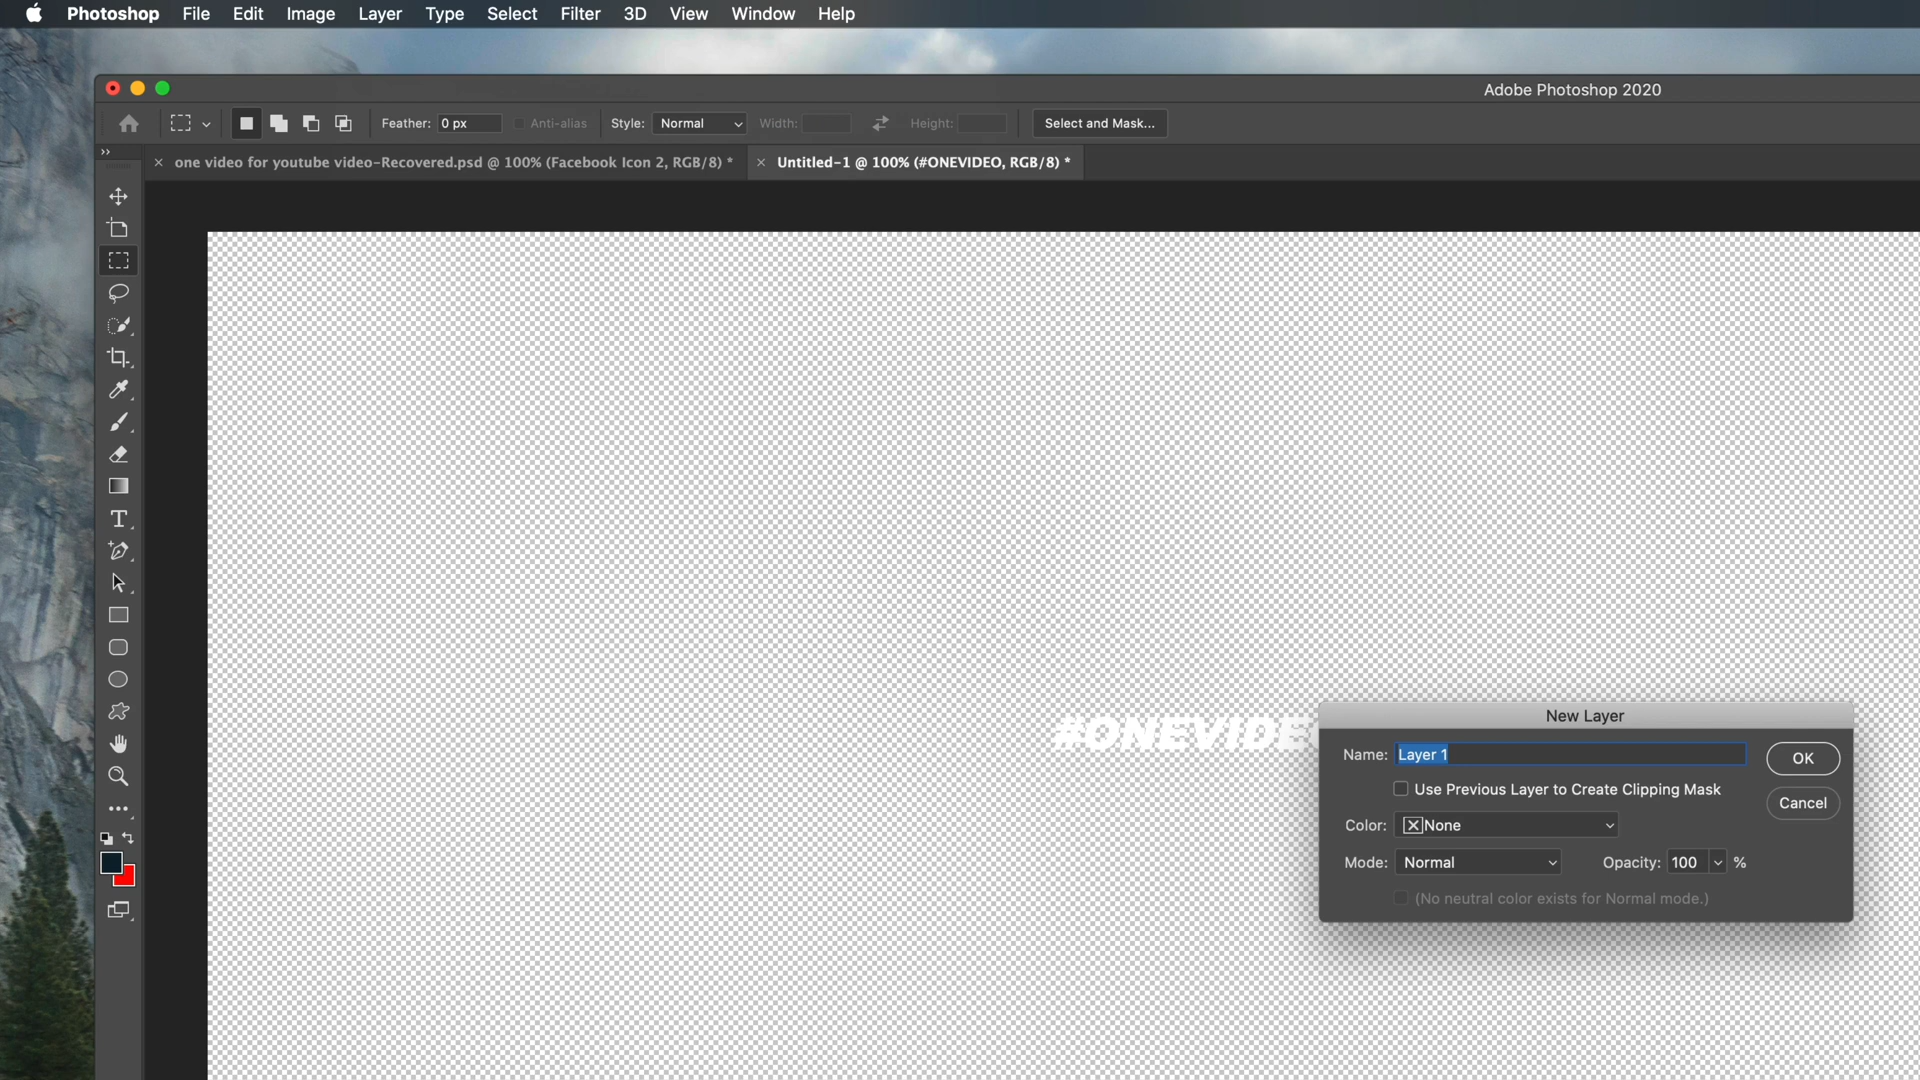 Photoshop File Edit Image Layer Type Select Filter 3D View Window Help
Adobe Photoshop 2020
Feather: 0 px Anti-alias Style: Normal Width: Height: Select and Mask...
one video for youtube video-Recovered.psd @ 100% (Facebook Icon 2, RGB/8) *
Untitled-1 @ 100% (#ONEVIDEO, RGB/8) *
#ONEVIDE
New Layer
Name: Layer 1
OK
Use Previous Layer to Create Clipping Mask
Cancel
Color: None
Mode: Normal Opacity: 100 %
(No neutral color exists for Normal mode.)